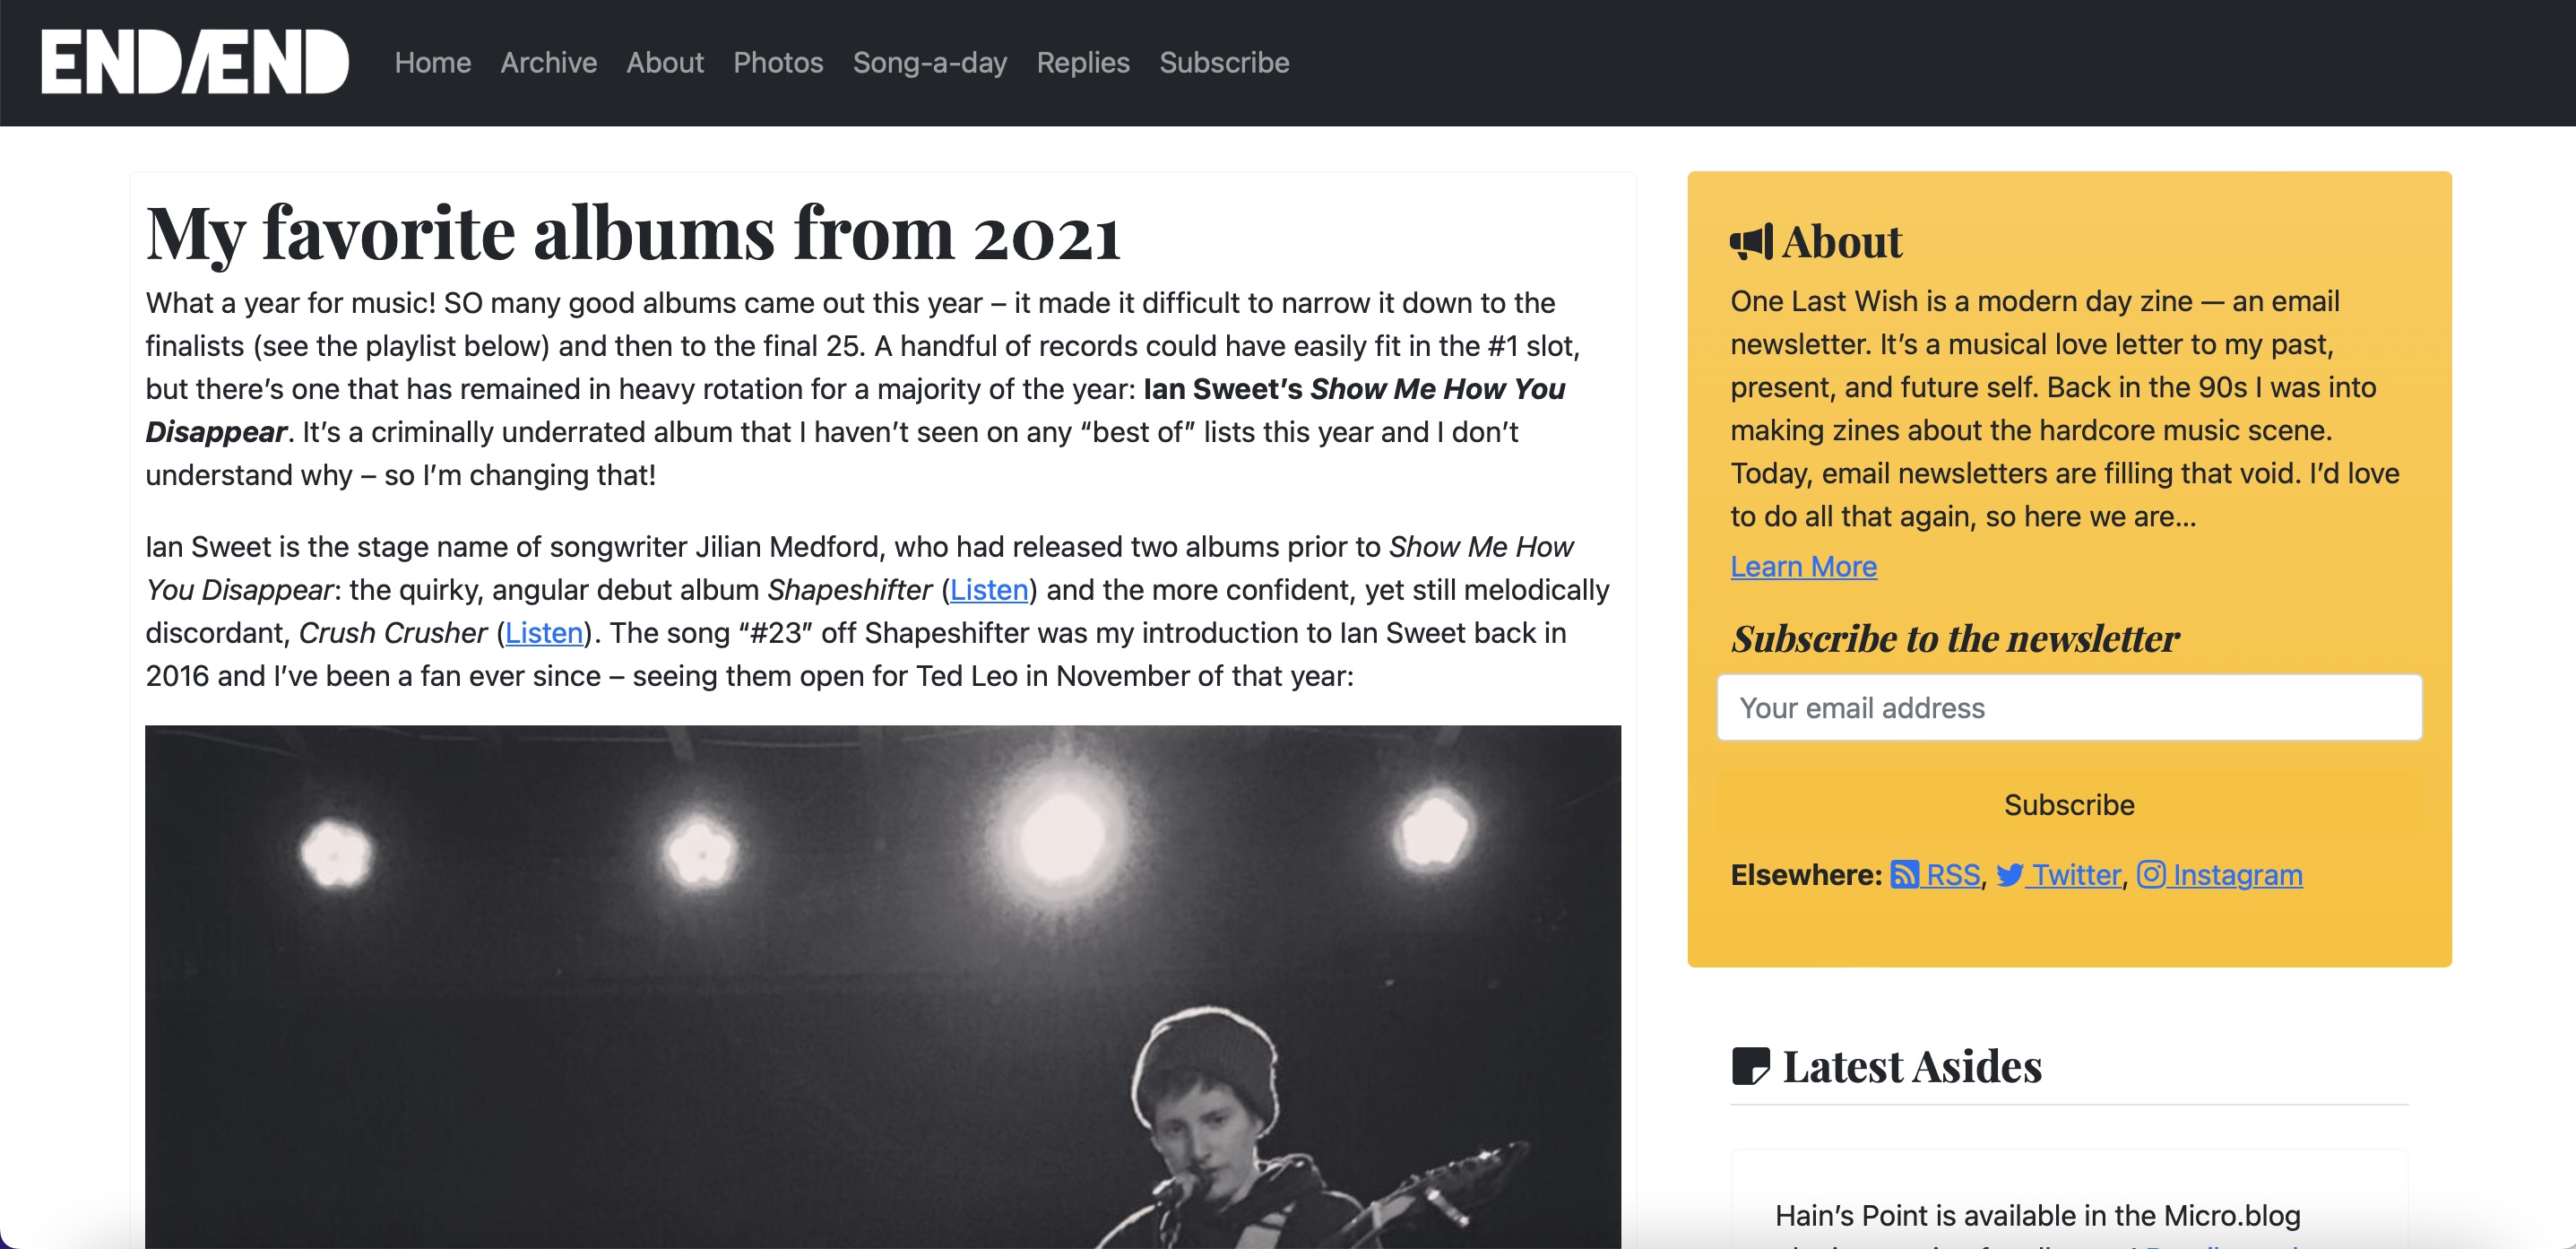 END/END
Home Archive About Photos Song-a-day Replies Subscribe
My favorite albums from 2021
What a year for music! SO many good albums came out this year – it made it difficult to narrow it down to the
finalists (see the playlist below) and then to the final 25. A handful of records could have easily fit in the #1 slot,
but there’s one that has remained in heavy rotation for a majority of the year: Ian Sweet’s Show Me How You
Disappear. It’s a criminally underrated album that I haven’t seen on any “best of” lists this year and I don’t
understand why – so I’m changing that!
Ian Sweet is the stage name of songwriter Jilian Medford, who had released two albums prior to Show Me How
You Disappear: the quirky, angular debut album Shapeshifter (Listen) and the more confident, yet still melodically
discordant, Crush Crusher (Listen). The song “#23” off Shapeshifter was my introduction to Ian Sweet back in
2016 and I’ve been a fan ever since – seeing them open for Ted Leo in November of that year:
About
One Last Wish is a modern day zine — an email
newsletter. It’s a musical love letter to my past,
present, and future self. Back in the 90s I was into
making zines about the hardcore music scene.
Today, email newsletters are filling that void. I’d love
to do all that again, so here we are...
Learn More
Subscribe to the newsletter
Your email address
Subscribe
Elsewhere: RSS, Twitter, Instagram
Latest Asides
Hain’s Point is available in the Micro.blog